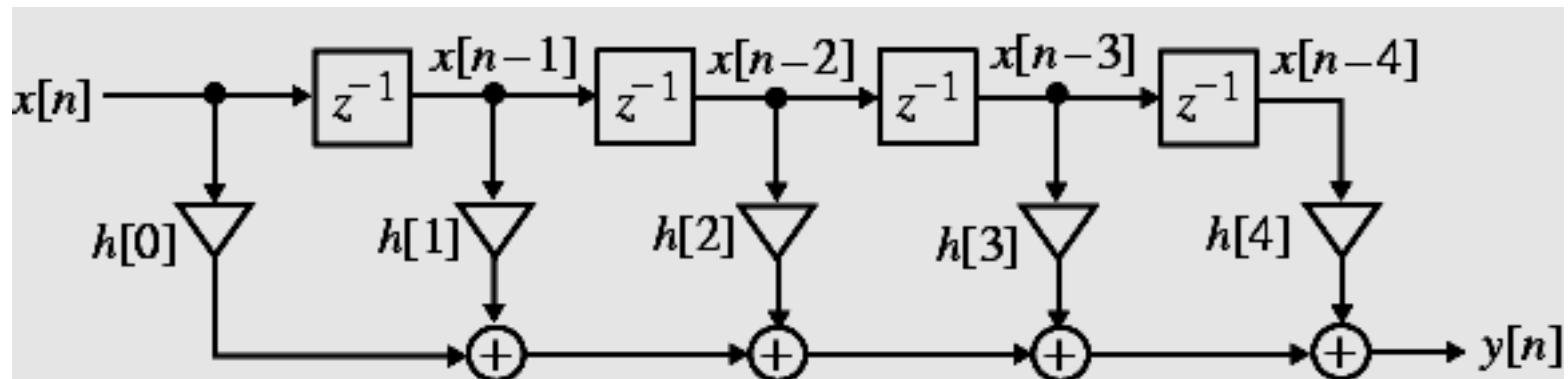 x[n] z⁻¹ x[n−1] z⁻¹ x[n−2] z⁻¹ x[n−3] z⁻¹ x[n−4]
h[0] h[1] h[2] h[3] h[4]
+ + + + y[n]